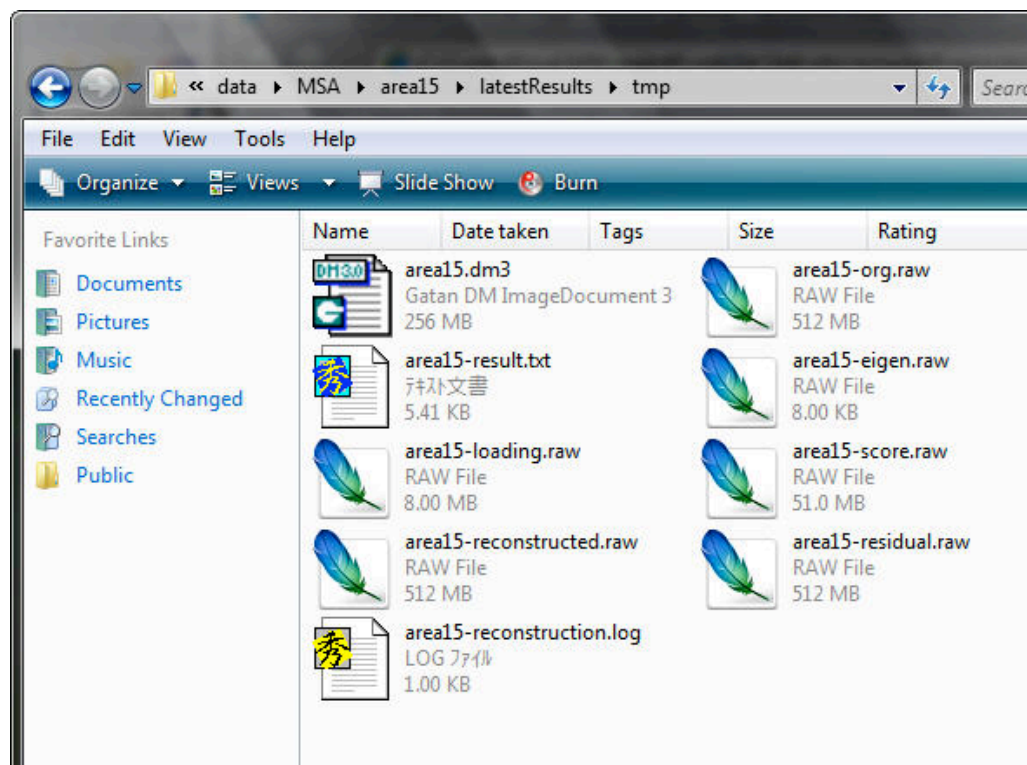 « data ▸ MSA ▸ area15 ▸ latestResults ▸ tmp
File Edit View Tools Help
Organize Views Slide Show Burn
Favorite Links
Documents
Pictures
Music
Recently Changed
Searches
Public
Name Date taken Tags Size Rating
DM3.0
G
area15.dm3
Gatan DM ImageDocument 3
256 MB
area15-org.raw
RAW File
512 MB
秀
area15-result.txt
ﾃｷｽﾄ文書
5.41 KB
area15-eigen.raw
RAW File
8.00 KB
area15-loading.raw
RAW File
8.00 MB
area15-score.raw
RAW File
51.0 MB
area15-reconstructed.raw
RAW File
512 MB
area15-residual.raw
RAW File
512 MB
秀
area15-reconstruction.log
LOG ﾌｧｲﾙ
1.00 KB